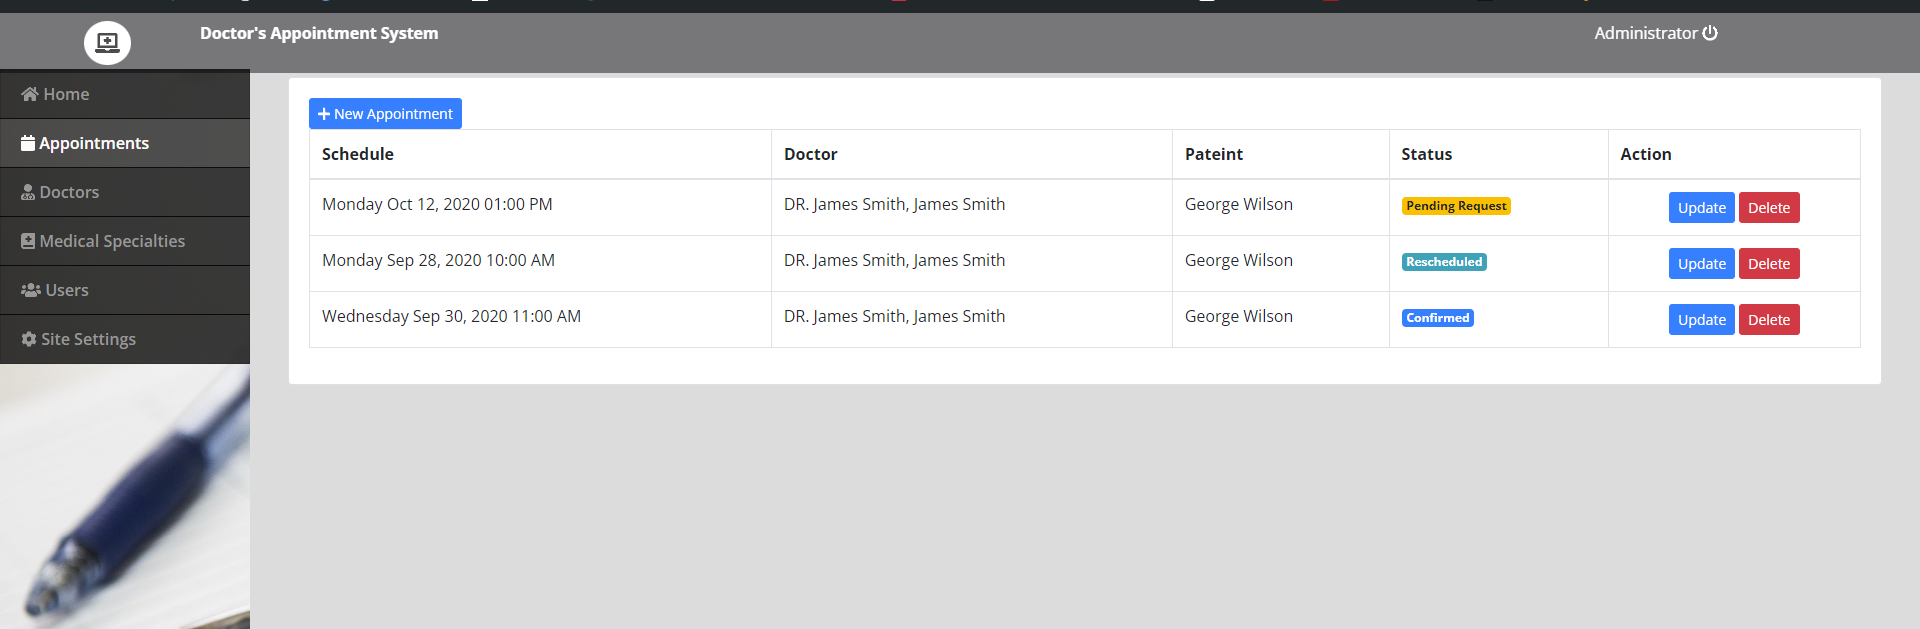 Doctor's Appointment System
Administrator
Home
Appointments
Doctors
Medical Specialties
Users
Site Settings
New Appointment
Schedule Doctor Pateint Status Action
Monday Oct 12, 2020 01:00 PM DR. James Smith, James Smith George Wilson Pending Request Update Delete
Monday Sep 28, 2020 10:00 AM DR. James Smith, James Smith George Wilson Rescheduled Update Delete
Wednesday Sep 30, 2020 11:00 AM DR. James Smith, James Smith George Wilson Confirmed Update Delete